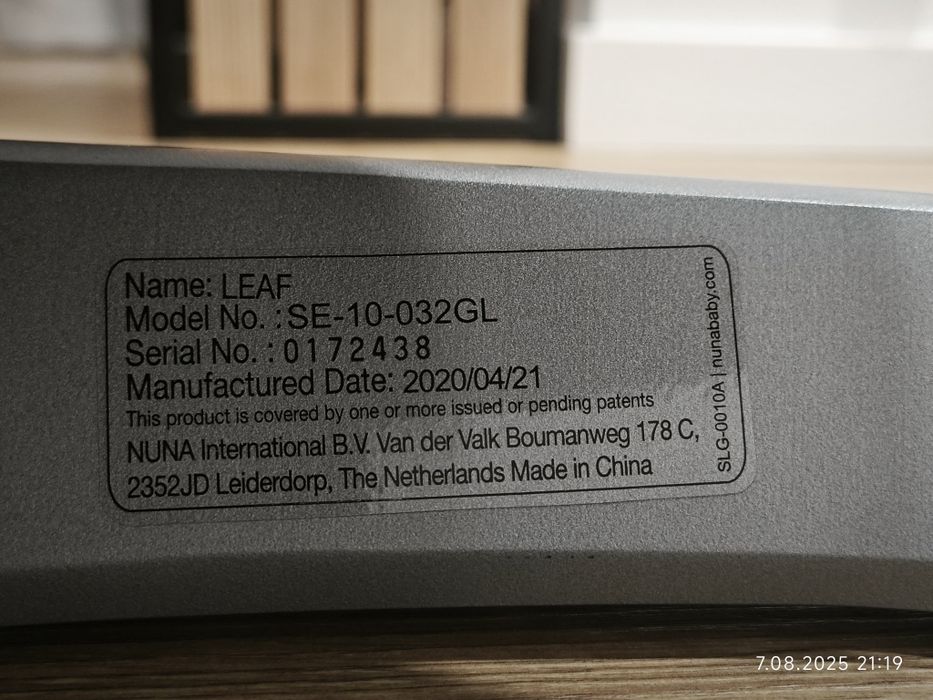 Name: LEAF
Model No. :SE-10-032GL
Serial No. : 0172438
Manufactured Date: 2020/04/21
This product is covered by one or more issued or pending patents
NUNA International B.V. Van der Valk Boumanweg 178 C,
2352JD Leiderdorp, The Netherlands Made in China
SLG-0010A | nunababy.com
7.08.2025 21:19